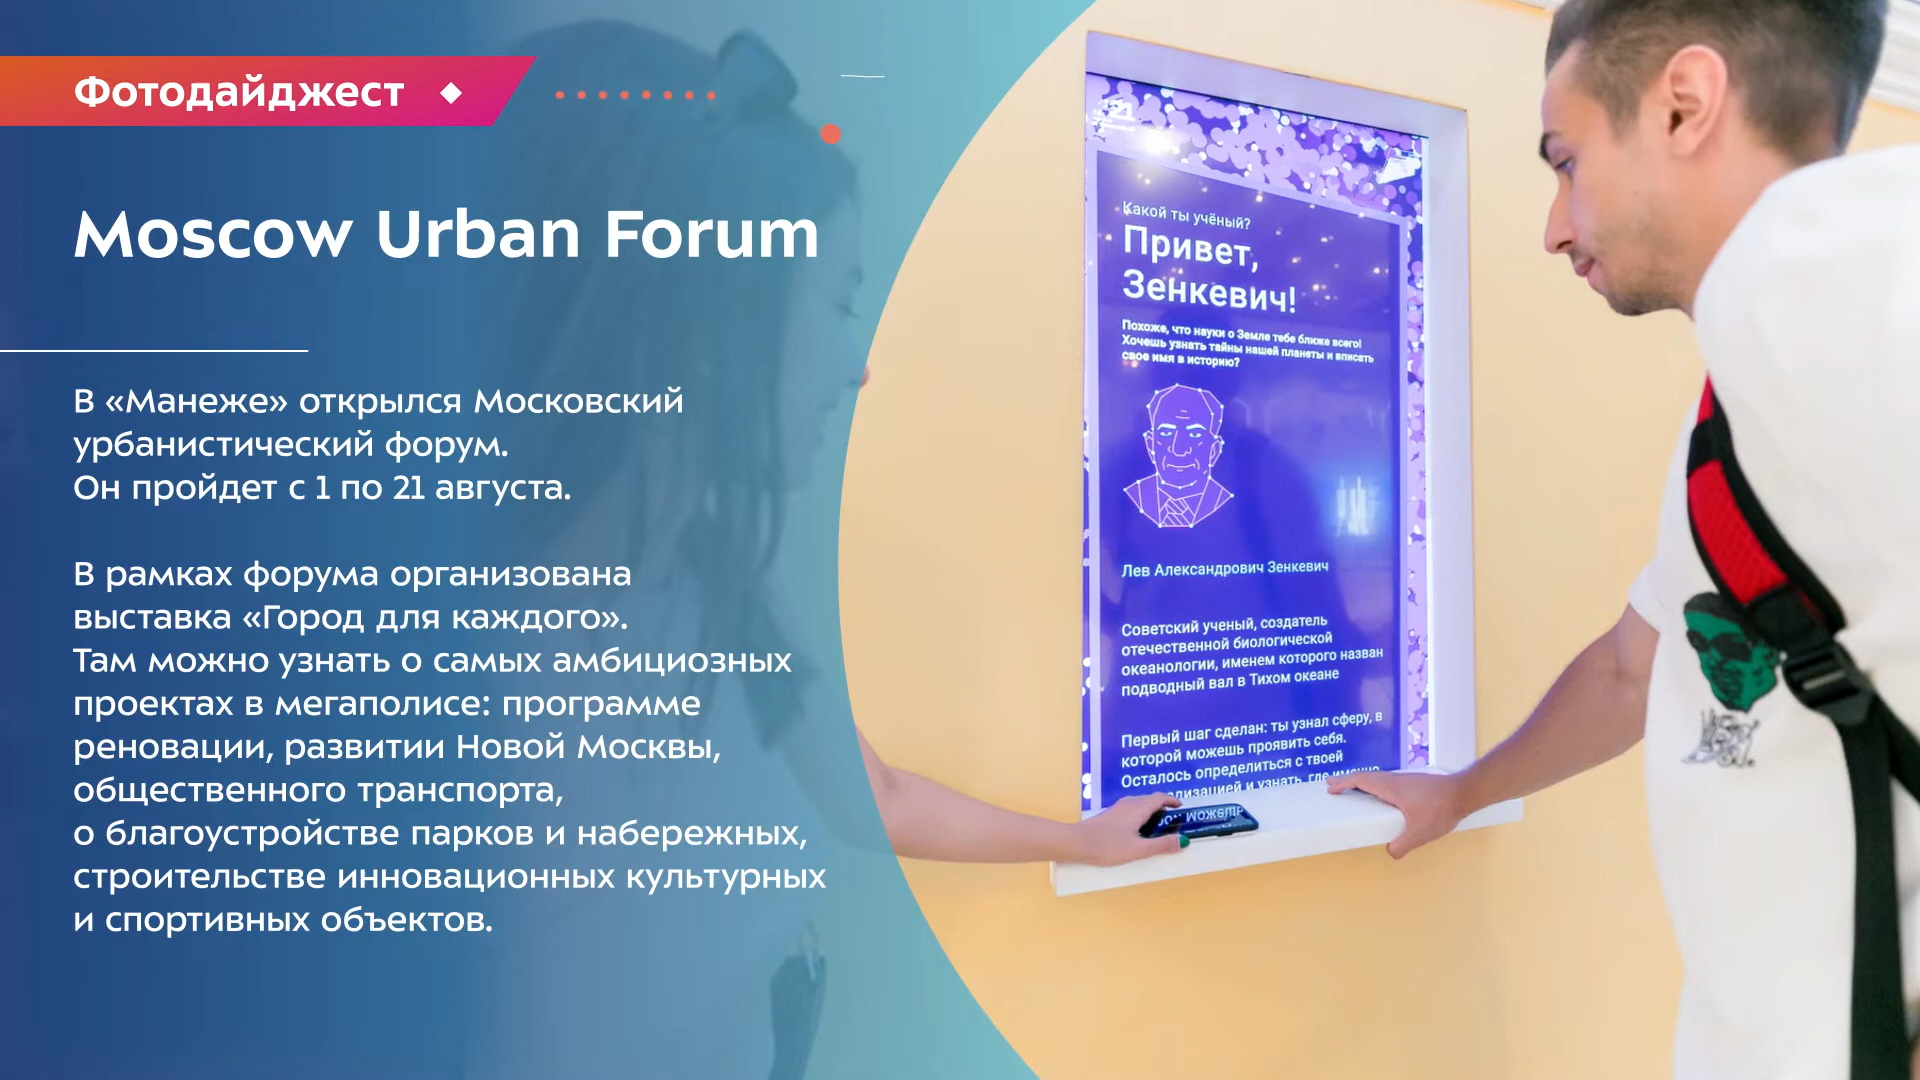 Фотодайджест
Moscow Urban Forum
В «Манеже» открылся Московский
урбанистический форум.
Он пройдет с 1 по 21 августа.
В рамках форума организована
выставка «Город для каждого».
Там можно узнать о самых амбициозных
проектах в мегаполисе: программе
реновации, развитии Новой Москвы,
общественного транспорта,
о благоустройстве парков и набережных,
строительстве инновационных культурных
и спортивных объектов.
21
Какой ты учёный?
Привет,
Зенкевич!
Похоже, что науки о Земле тебе ближе всего!
Хочешь узнать тайны нашей планеты и вписать
свое имя в историю?
Лев Александрович Зенкевич
Советский ученый, создатель
отечественной биологической
океанологии, именем которого назван
подводный вал в Тихом океане
Первый шаг сделан: ты узнал сферу, в
которой можешь проявить себя.
Осталось определиться с твоей
и узнать, где именно